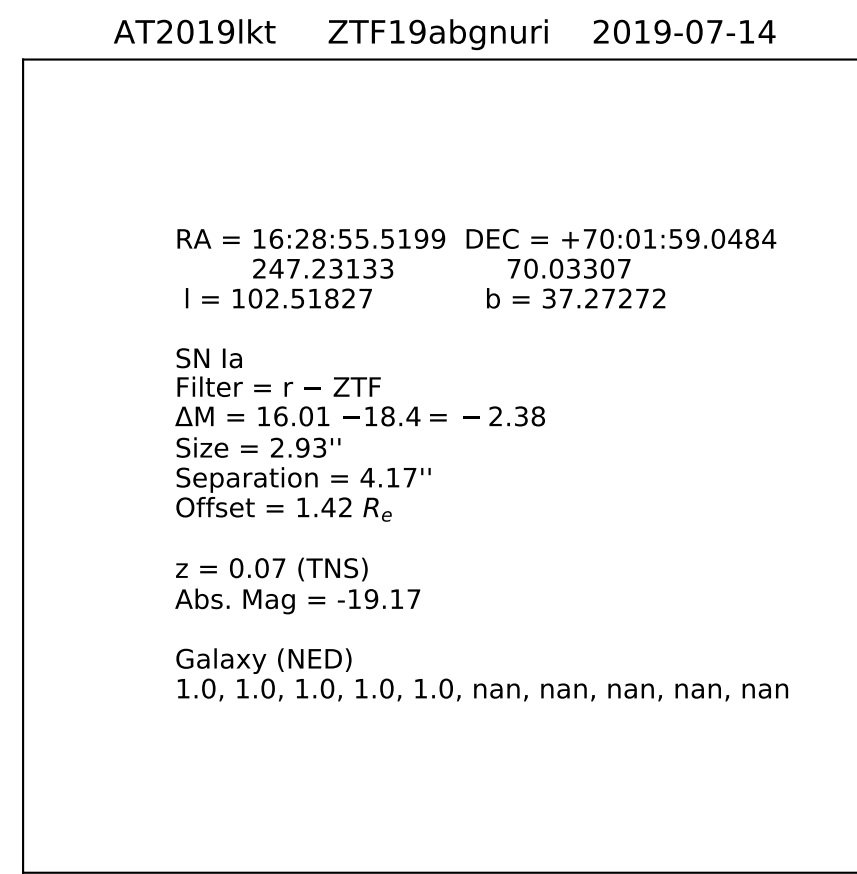 AT2019lkt ZTF19abgnuri 2019-07-14
RA = 16:28:55.5199 DEC = +70:01:59.0484
247.23133 70.03307
l = 102.51827 b = 37.27272
SN Ia
Filter = r − ZTF
ΔM = 16.01 −18.4 = − 2.38
Size = 2.93''
Separation = 4.17''
Offset = 1.42 Re
z = 0.07 (TNS)
Abs. Mag = -19.17
Galaxy (NED)
1.0, 1.0, 1.0, 1.0, 1.0, nan, nan, nan, nan, nan